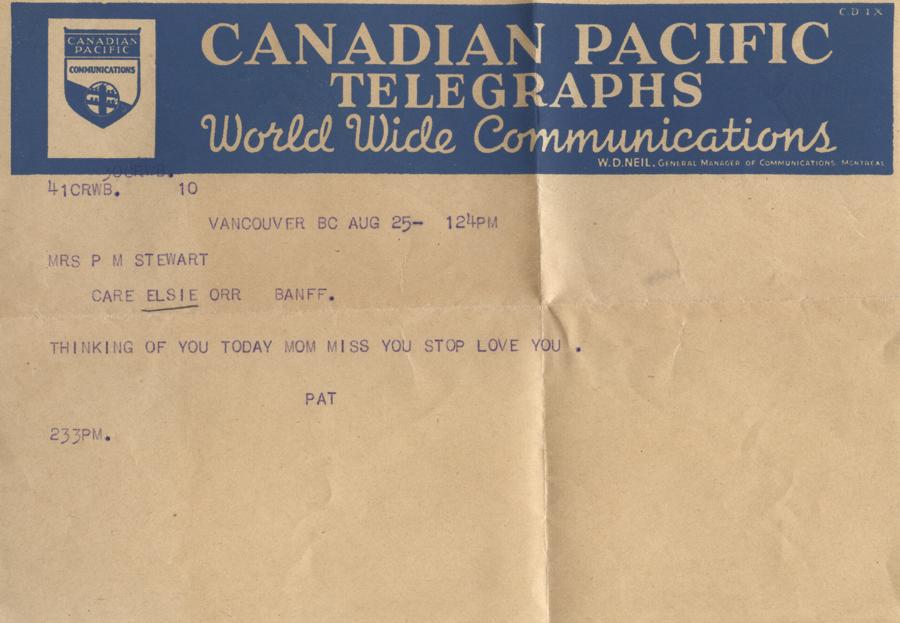 C D 1 X
CANADIAN PACIFIC
TELEGRAPHS
World Wide Communications
W.D. NEIL, GENERAL MANAGER OF COMMUNICATIONS, MONTREAL
CANADIAN
PACIFIC
COMMUNICATIONS
41CRWB. 10
VANCOUVER BC AUG 25- 124PM
MRS P M STEWART
CARE ELSIE ORR BANFF.
THINKING OF YOU TODAY MOM MISS YOU STOP LOVE YOU .
PAT
233PM.